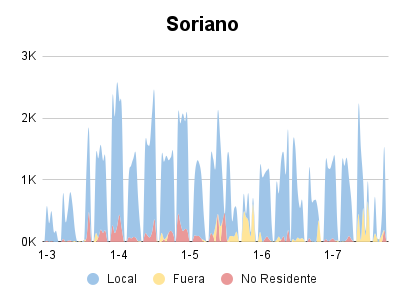 Soriano
3K
2K
1K
0K
1-3 1-4 1-5 1-6 1-7
Local Fuera No Residente